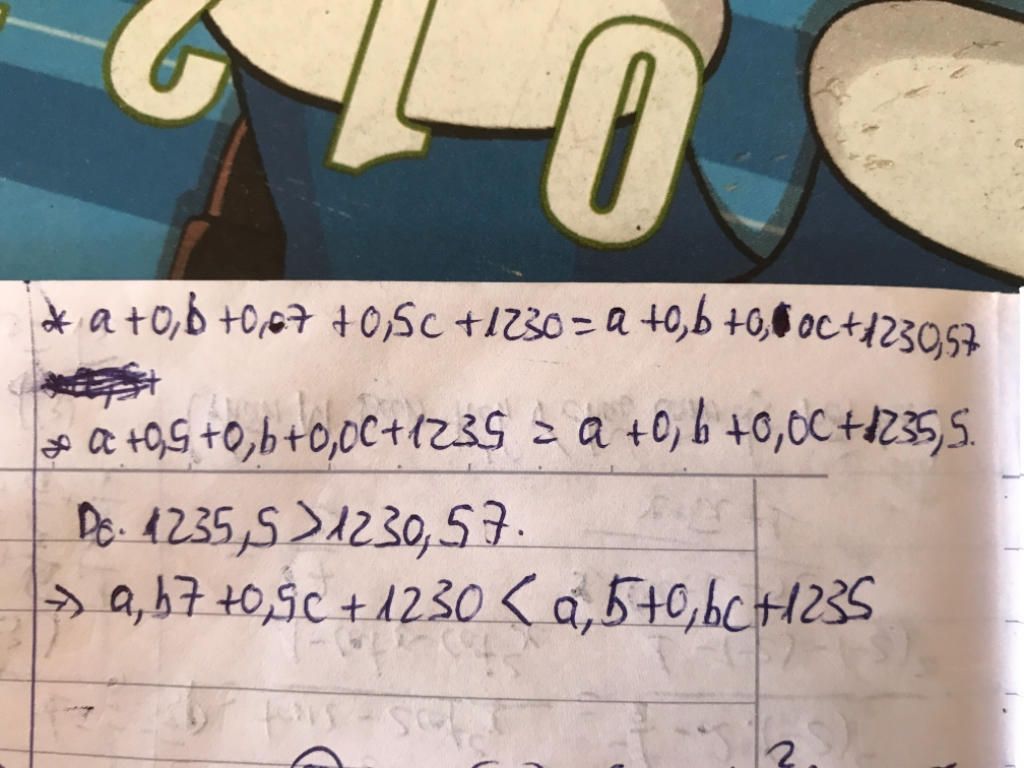 210
* a + 0,b + 0,07 + 0,5c + 1230 = a + 0,b + 0,0c + 1230,57
* a + 0,5 + 0,b + 0,0c + 1235 = a + 0,b + 0,0c + 1235,5.
Do. 1235,5 > 1230,57.
=> a,b7 + 0,5c + 1230 < a,5 + 0,bc + 1235